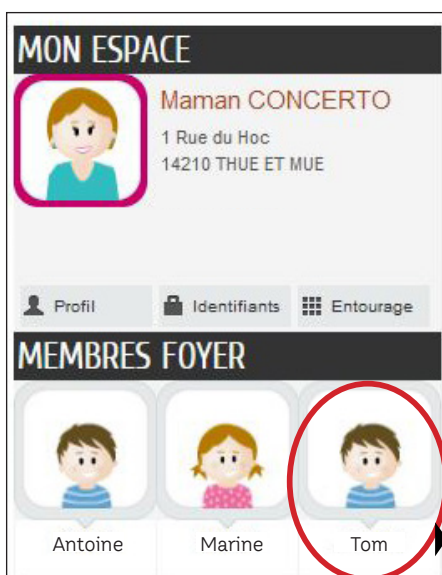 MON ESPACE
Maman CONCERTO
1 Rue du Hoc
14210 THUE ET MUE
Profil Identifiants Entourage
MEMBRES FOYER
Antoine Marine Tom